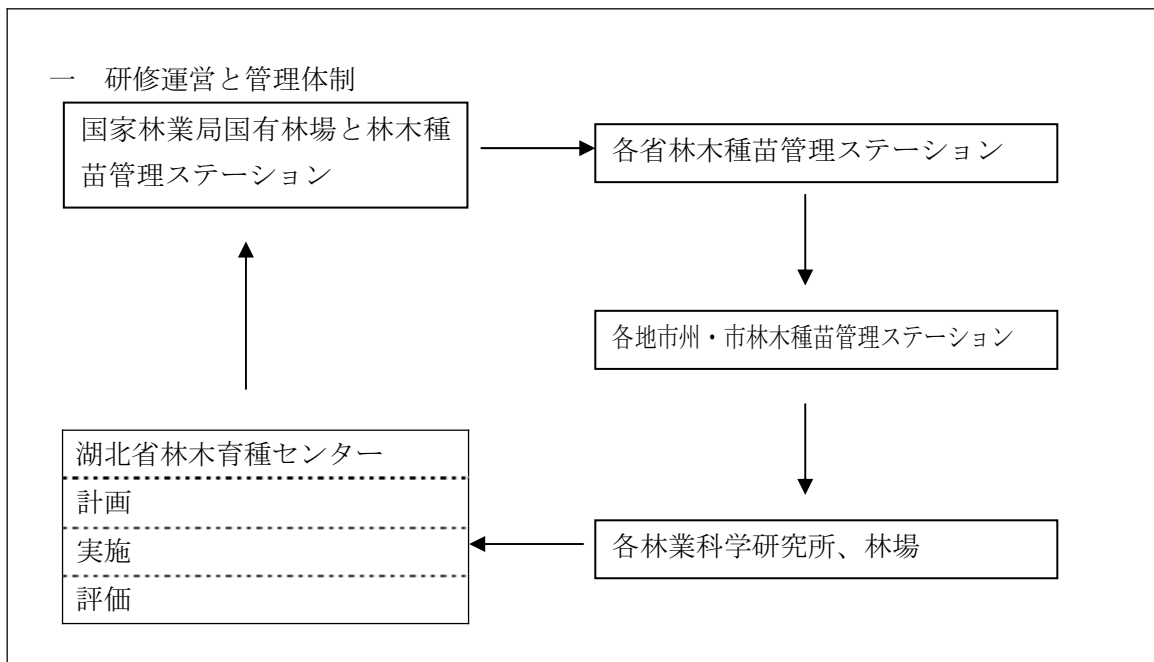 一　研修運営と管理体制
国家林業局国有林場と林木種
苗管理ステーション
各省林木種苗管理ステーション
各地市州・市林木種苗管理ステーション
湖北省林木育種センター
計画
実施
評価
各林業科学研究所、林場